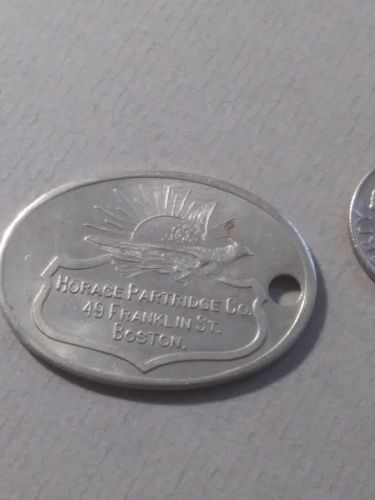 HORACE PARTRIDGE CO.
49 FRANKLIN ST.
BOSTON.